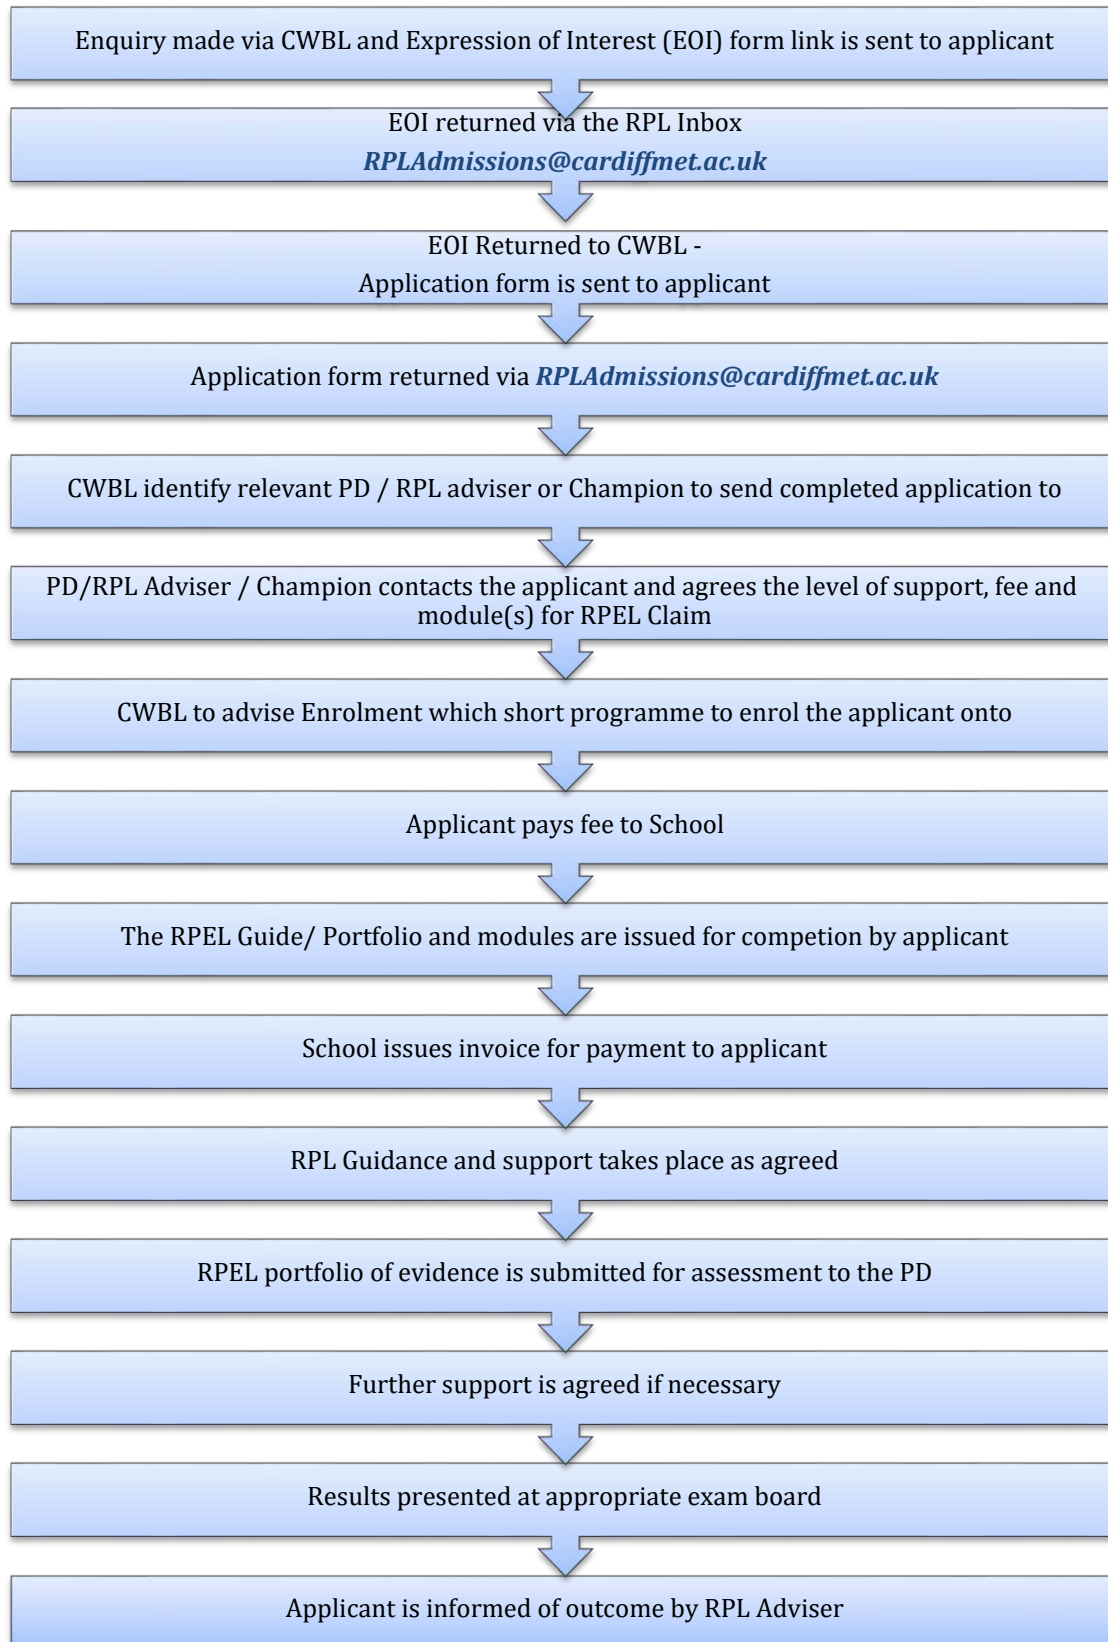 Enquiry made via CWBL and Expression of Interest (EOI) form link is sent to applicant
EOI returned via the RPL Inbox
RPLAdmissions@cardiffmet.ac.uk
EOI Returned to CWBL -
Application form is sent to applicant
Application form returned via RPLAdmissions@cardiffmet.ac.uk
CWBL identify relevant PD / RPL adviser or Champion to send completed application to
PD/RPL Adviser / Champion contacts the applicant and agrees the level of support, fee and
module(s) for RPEL Claim
CWBL to advise Enrolment which short programme to enrol the applicant onto
Applicant pays fee to School
The RPEL Guide/ Portfolio and modules are issued for competion by applicant
School issues invoice for payment to applicant
RPL Guidance and support takes place as agreed
RPEL portfolio of evidence is submitted for assessment to the PD
Further support is agreed if necessary
Results presented at appropriate exam board
Applicant is informed of outcome by RPL Adviser